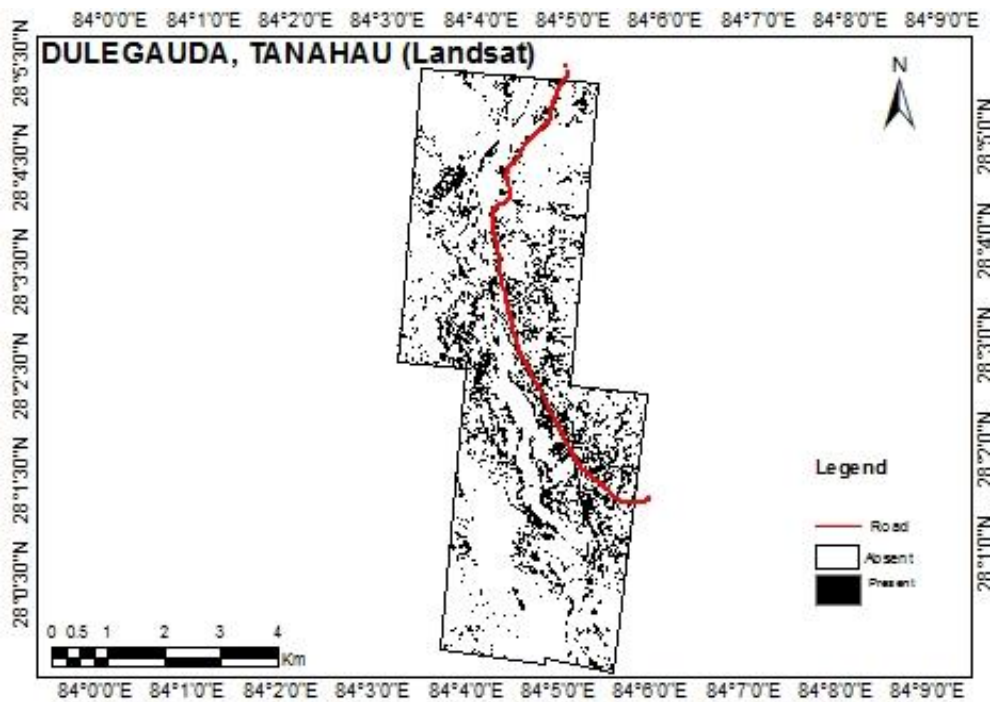 84°0'0"E 84°1'0"E 84°2'0"E 84°3'0"E 84°4'0"E 84°5'0"E 84°6'0"E 84°7'0"E 84°8'0"E 84°9'0"E
DULEGAUDA, TANAHAU (Landsat)
N
28°5'30"N
28°4'30"N
28°3'30"N
28°2'30"N
28°1'30"N
28°0'30"N
28°5'0"N
28°4'0"N
28°3'0"N
28°2'0"N
28°1'0"N
Legend
Road
Absent
Present
0 0.5 1 2 3 4
Km
84°0'0"E 84°1'0"E 84°2'0"E 84°3'0"E 84°4'0"E 84°5'0"E 84°6'0"E 84°7'0"E 84°8'0"E 84°9'0"E